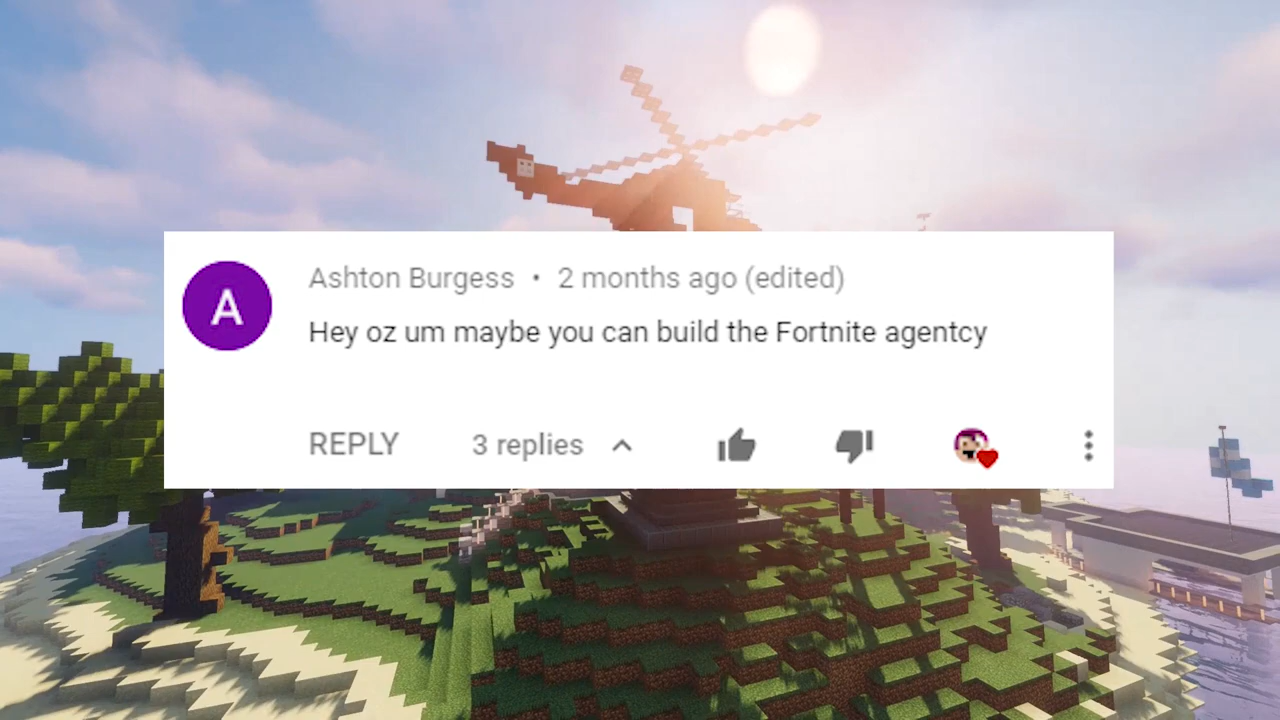 A
Ashton Burgess • 2 months ago (edited)
Hey oz um maybe you can build the Fortnite agentcy
REPLY 3 replies